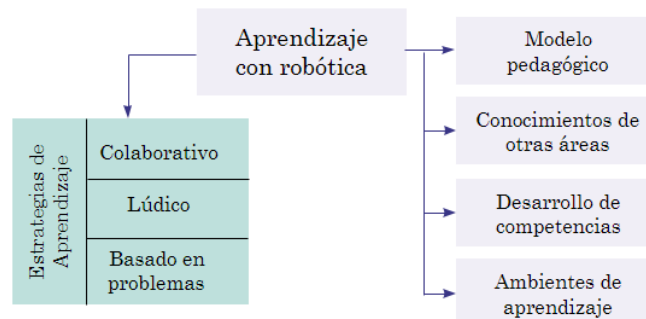 Aprendizaje
con robótica
Modelo
pedagógico
Conocimientos de
otras áreas
Desarrollo de
competencias
Ambientes de
aprendizaje
Estrategias de
Aprendizaje
Colaborativo
Lúdico
Basado en
problemas